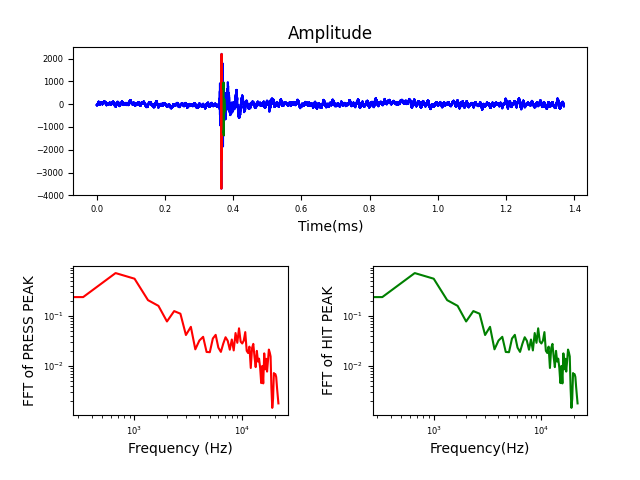 Amplitude
2000
1000
0
−1000
−2000
−3000
−4000
0.0 0.2 0.4 0.6 0.8 1.0 1.2 1.4
Time(ms)
FFT of PRESS PEAK
10⁻¹
10⁻²
10³ 10⁴
Frequency (Hz)
FFT of HIT PEAK
10⁻¹
10⁻²
10³ 10⁴
Frequency(Hz)